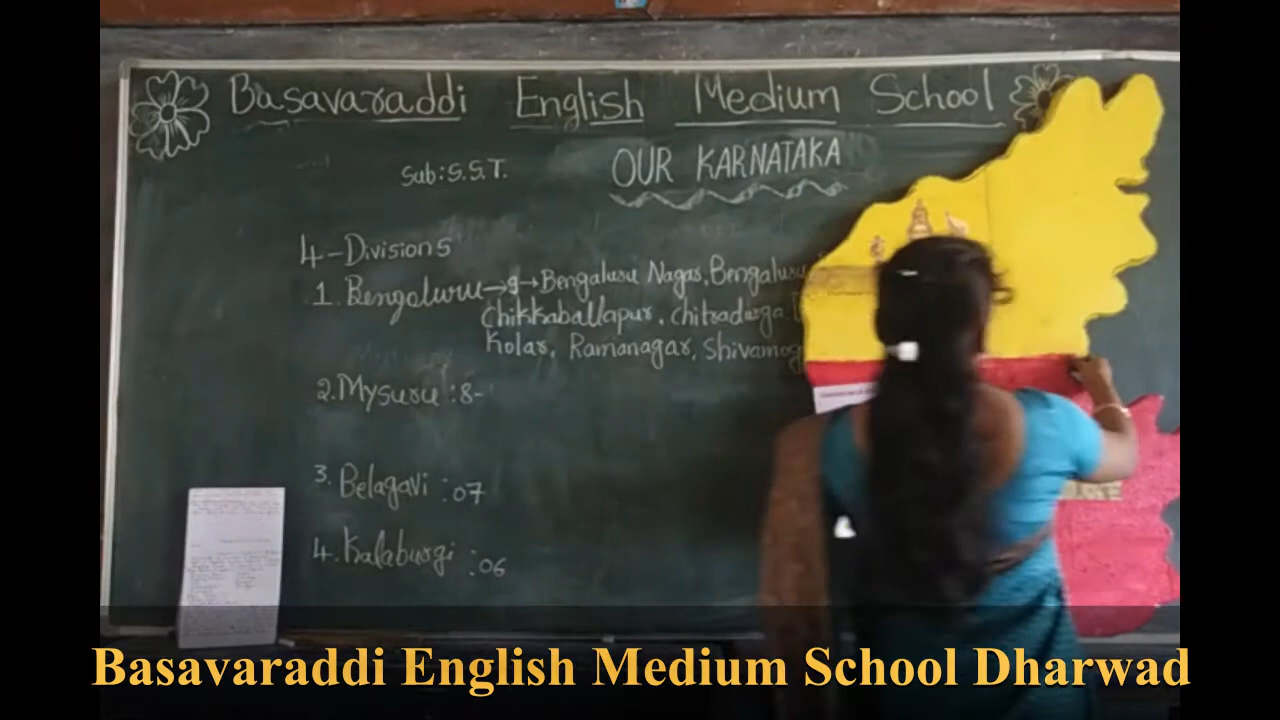 Basavaraddi English Medium School
Sub: S.S.T.
OUR KARNATAKA
4-Divisions
1. Bengaluru → 9 → Bengaluru Nagar, Bengaluru
Chikkaballapur, Chitradurga
Kolar, Ramanagar, Shivamog
2. Mysuru : 8-
3. Belagavi : 07
4. Kalaburgi : 06
Basavaraddi English Medium School Dharwad